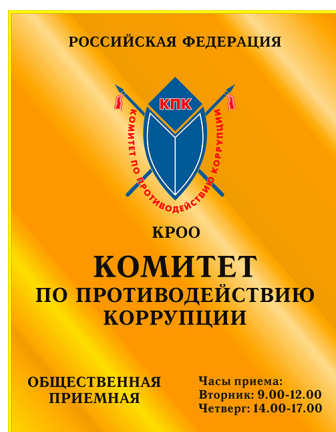 РОССИЙСКАЯ ФЕДЕРАЦИЯ
КПК
КОМИТЕТ ПО ПРОТИВОДЕЙСТВИЮ КОРРУПЦИИ
КРОО
КОМИТЕТ
ПО ПРОТИВОДЕЙСТВИЮ
КОРРУПЦИИ
ОБЩЕСТВЕННАЯ
ПРИЕМНАЯ
Часы приема:
Вторник: 9.00-12.00
Четверг: 14.00-17.00